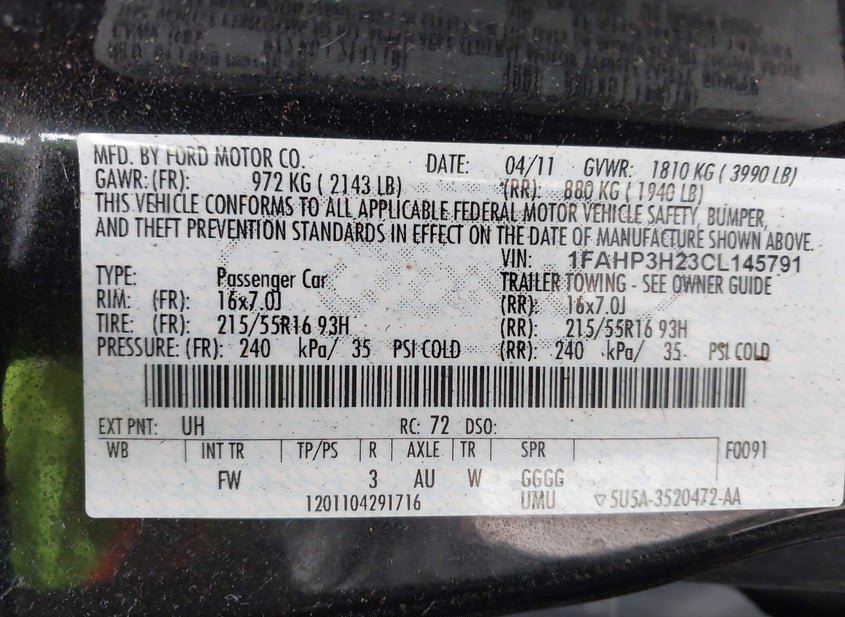 MFD. BY FORD MOTOR CO. DATE: 04/11 GVWR: 1810 KG ( 3990 LB)
GAWR: (FR): 972 KG ( 2143 LB) (RR): 880 KG ( 1940 LB)
THIS VEHICLE CONFORMS TO ALL APPLICABLE FEDERAL MOTOR VEHICLE SAFETY, BUMPER,
AND THEFT PREVENTION STANDARDS IN EFFECT ON THE DATE OF MANUFACTURE SHOWN ABOVE.
VIN: 1FAHP3H23CL145791
TYPE: Passenger Car TRAILER TOWING - SEE OWNER GUIDE
RIM: (FR): 16x7.0J (RR): 16x7.0J
TIRE: (FR): 215/55R16 93H (RR): 215/55R16 93H
PRESSURE: (FR): 240 kPa/ 35 PSI COLD (RR): 240 kPa/ 35 PSI COLD
EXT PNT: UH RC: 72 DSO:
WB INT TR TP/PS R AXLE TR SPR F0091
FW 3 AU W GGGG
1201104291716 UMU ▽5U5A-3520472-AA